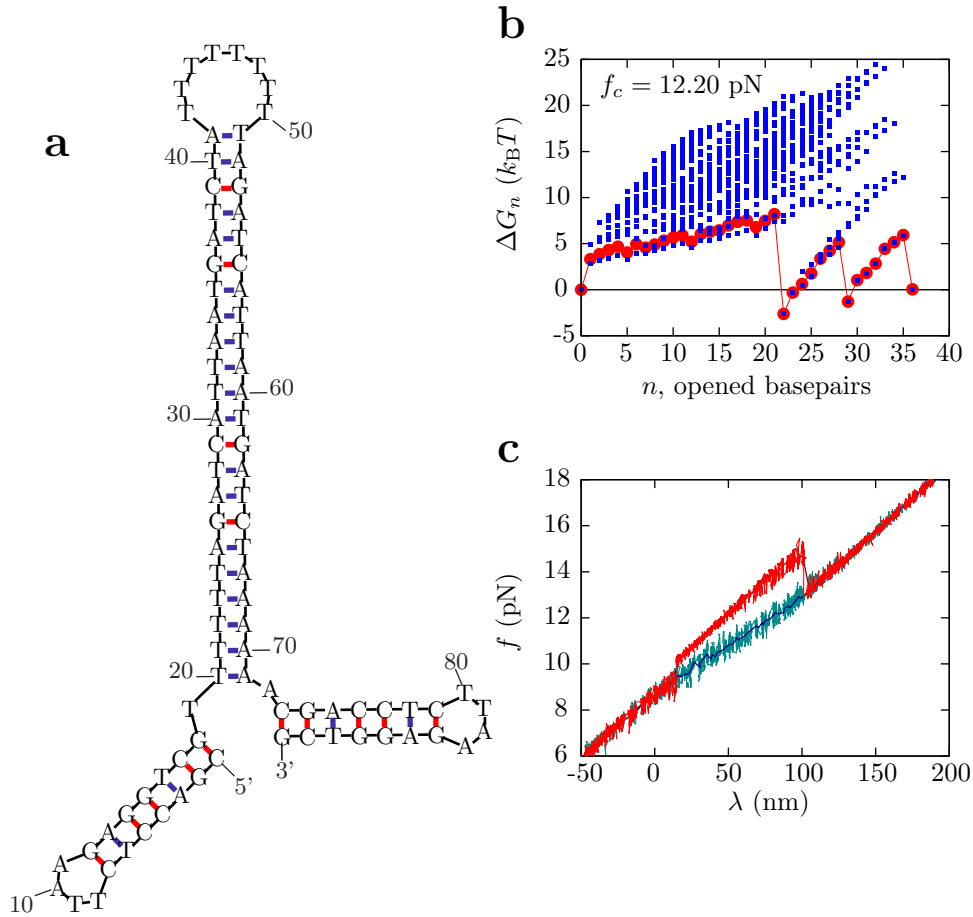 a
T T
T T
T T
T T
50
A T
40
T A
C G
T A
A T
G C
T A
A T
A T
T A
T A
60
30
A T
C G
T A
A T
G C
A T
T A
T A
T A
T A
70
20
T A
T
A C G A C C T C T
80
T A
G C T G G A G A
3'
5'
C G A C C T C T T A
10
A G A G G T C G
b
f_c = 12.20 pN
ΔG_n (k_BT)
25
20
15
10
5
0
-5
0 5 10 15 20 25 30 35 40
n, opened basepairs
c
f (pN)
18
16
14
12
10
8
6
-50 0 50 100 150 200
λ (nm)